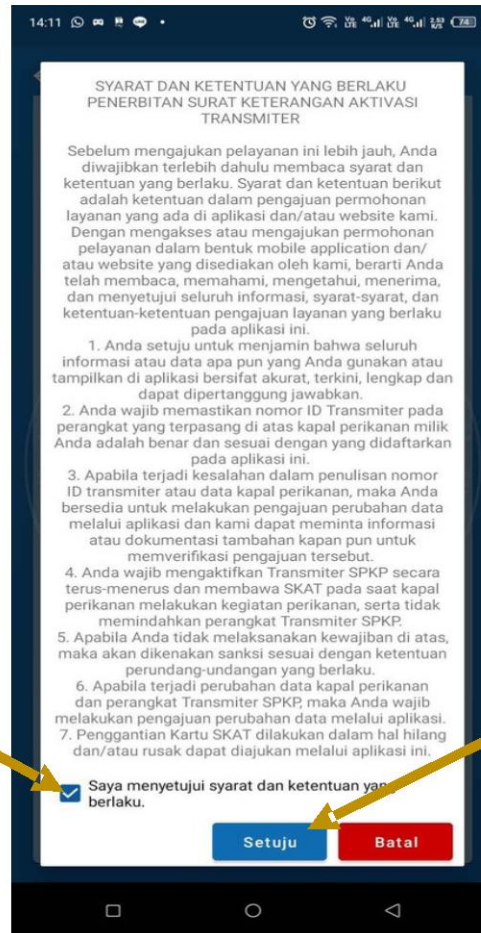 14:11
VoLTE 4G VoLTE 4G 2,53 K/S 74
SYARAT DAN KETENTUAN YANG BERLAKU
PENERBITAN SURAT KETERANGAN AKTIVASI
TRANSMITER
Sebelum mengajukan pelayanan ini lebih jauh, Anda
diwajibkan terlebih dahulu membaca syarat dan
ketentuan yang berlaku. Syarat dan ketentuan berikut
adalah ketentuan dalam pengajuan permohonan
layanan yang ada di aplikasi dan/atau website kami.
Dengan mengakses atau mengajukan permohonan
pelayanan dalam bentuk mobile application dan/
atau website yang disediakan oleh kami, berarti Anda
telah membaca, memahami, mengetahui, menerima,
dan menyetujui seluruh informasi, syarat-syarat, dan
ketentuan-ketentuan pengajuan layanan yang berlaku
pada aplikasi ini.
1. Anda setuju untuk menjamin bahwa seluruh
informasi atau data apa pun yang Anda gunakan atau
tampilkan di aplikasi bersifat akurat, terkini, lengkap dan
dapat dipertanggung jawabkan.
2. Anda wajib memastikan nomor ID Transmiter pada
perangkat yang terpasang di atas kapal perikanan milik
Anda adalah benar dan sesuai dengan yang didaftarkan
pada aplikasi ini.
3. Apabila terjadi kesalahan dalam penulisan nomor
ID transmiter atau data kapal perikanan, maka Anda
bersedia untuk melakukan pengajuan perubahan data
melalui aplikasi dan kami dapat meminta informasi
atau dokumentasi tambahan kapan pun untuk
memverifikasi pengajuan tersebut.
4. Anda wajib mengaktifkan Transmiter SPKP secara
terus-menerus dan membawa SKAT pada saat kapal
perikanan melakukan kegiatan perikanan, serta tidak
memindahkan perangkat Transmiter SPKP.
5. Apabila Anda tidak melaksanakan kewajiban di atas,
maka akan dikenakan sanksi sesuai dengan ketentuan
perundang-undangan yang berlaku.
6. Apabila terjadi perubahan data kapal perikanan
dan perangkat Transmiter SPKP, maka Anda wajib
melakukan pengajuan perubahan data melalui aplikasi.
7. Penggantian Kartu SKAT dilakukan dalam hal hilang
dan/atau rusak dapat diajukan melalui aplikasi ini.
Saya menyetujui syarat dan ketentuan yang
berlaku.
Setuju Batal